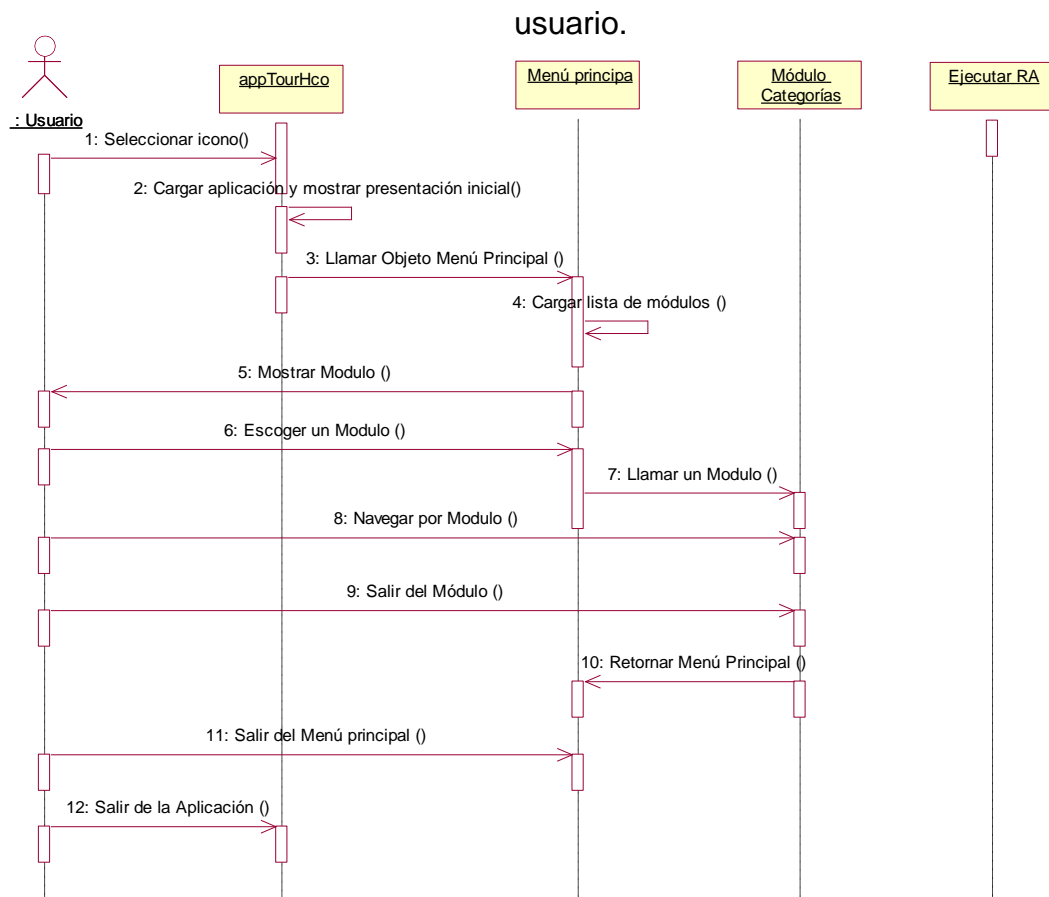 usuario.
appTourHco
Menú principa
Módulo
Categorías
Ejecutar RA
: Usuario
1: Seleccionar icono()
2: Cargar aplicación y mostrar presentación inicial()
3: Llamar Objeto Menú Principal ()
4: Cargar lista de módulos ()
5: Mostrar Modulo ()
6: Escoger un Modulo ()
7: Llamar un Modulo ()
8: Navegar por Modulo ()
9: Salir del Módulo ()
10: Retornar Menú Principal ()
11: Salir del Menú principal ()
12: Salir de la Aplicación ()